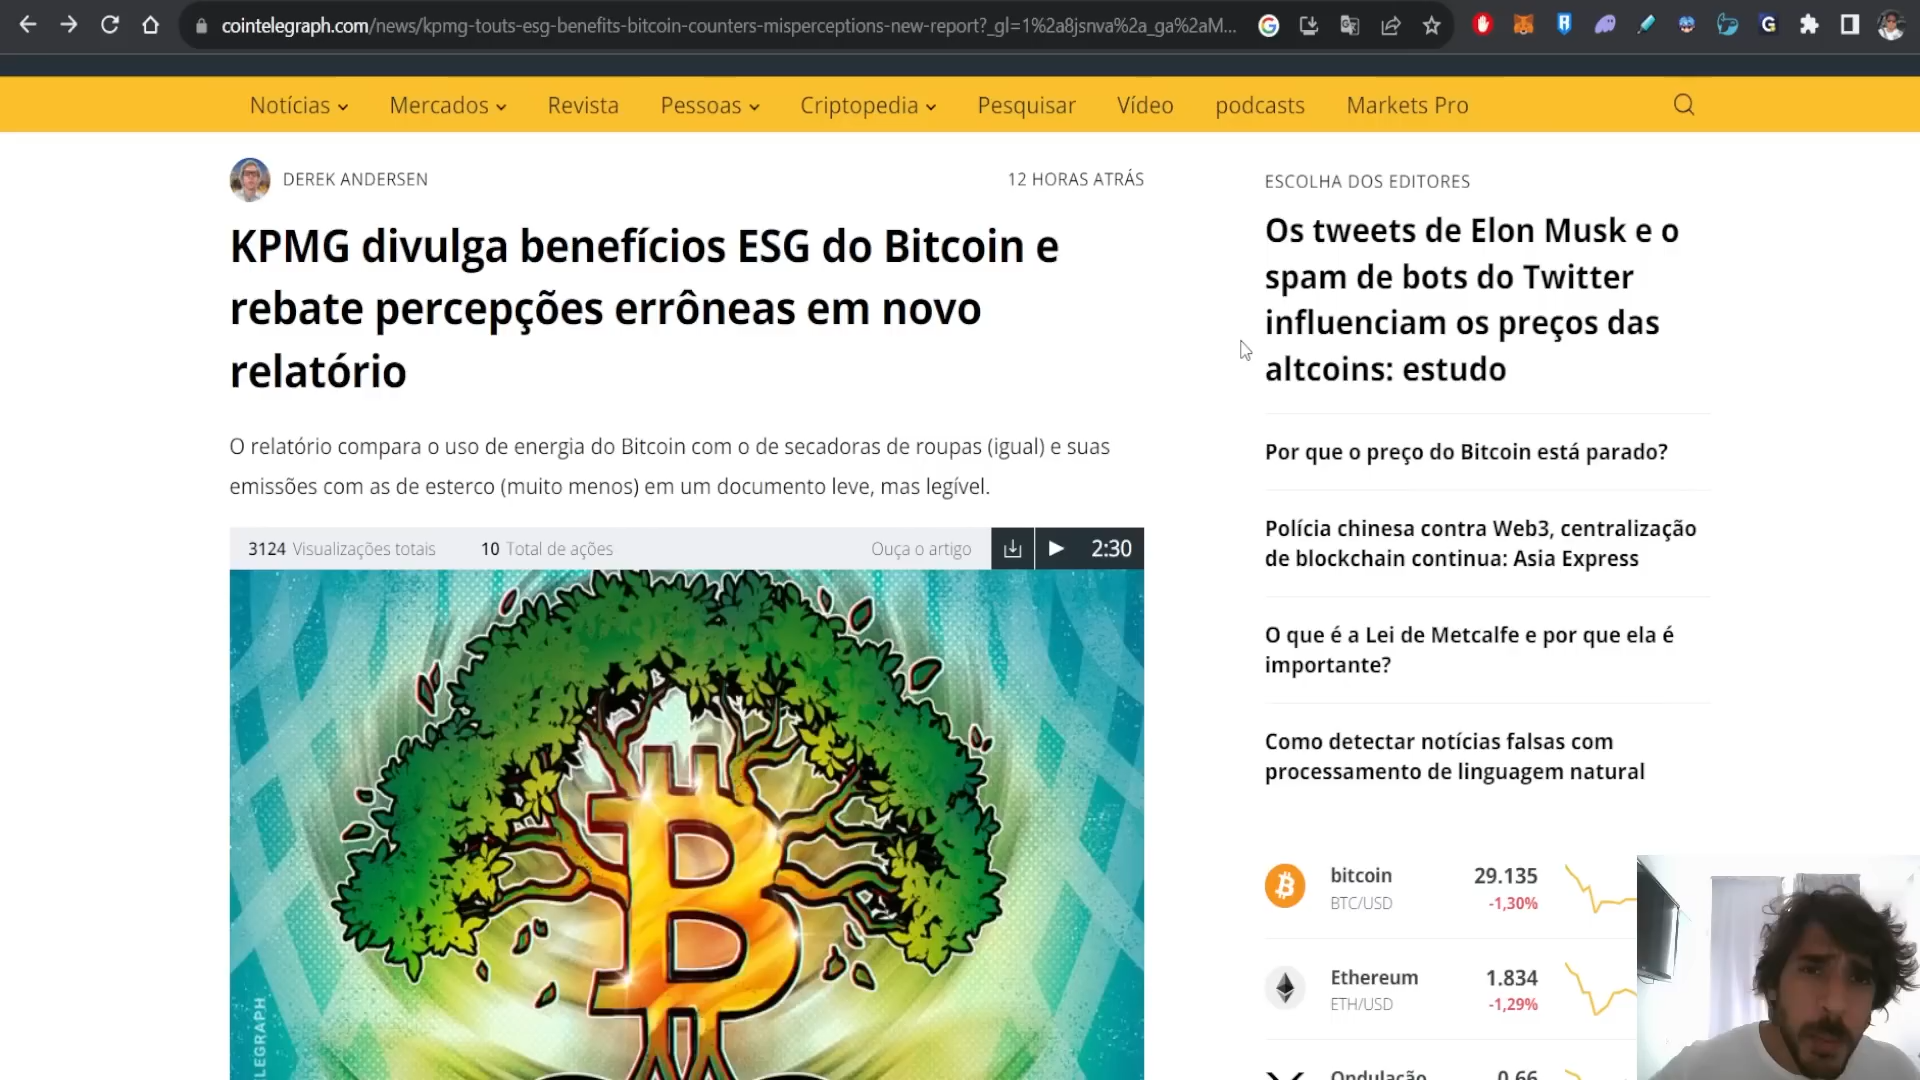 cointelegraph.com/news/kpmg-touts-esg-benefits-bitcoin-counters-misperceptions-new-report?_gl=1%2a8jsnva%2a_ga%2aM...
Notícias
Mercados
Revista
Pessoas
Criptopedia
Pesquisar
Vídeo
podcasts
Markets Pro
DEREK ANDERSEN
12 HORAS ATRÁS
KPMG divulga benefícios ESG do Bitcoin e
rebate percepções errôneas em novo
relatório
O relatório compara o uso de energia do Bitcoin com o de secadoras de roupas (igual) e suas
emissões com as de esterco (muito menos) em um documento leve, mas legível.
3124 Visualizações totais
10 Total de ações
Ouça o artigo
2:30
ESCOLHA DOS EDITORES
Os tweets de Elon Musk e o
spam de bots do Twitter
influenciam os preços das
altcoins: estudo
Por que o preço do Bitcoin está parado?
Polícia chinesa contra Web3, centralização
de blockchain continua: Asia Express
O que é a Lei de Metcalfe e por que ela é
importante?
Como detectar notícias falsas com
processamento de linguagem natural
bitcoin 29.135
BTC/USD -1,30%
Ethereum 1.834
ETH/USD -1,29%
Ondulação 0.66